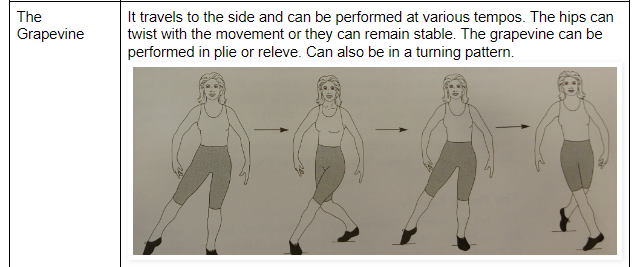 The
Grapevine
It travels to the side and can be performed at various tempos. The hips can
twist with the movement or they can remain stable. The grapevine can be
performed in plie or releve. Can also be in a turning pattern.